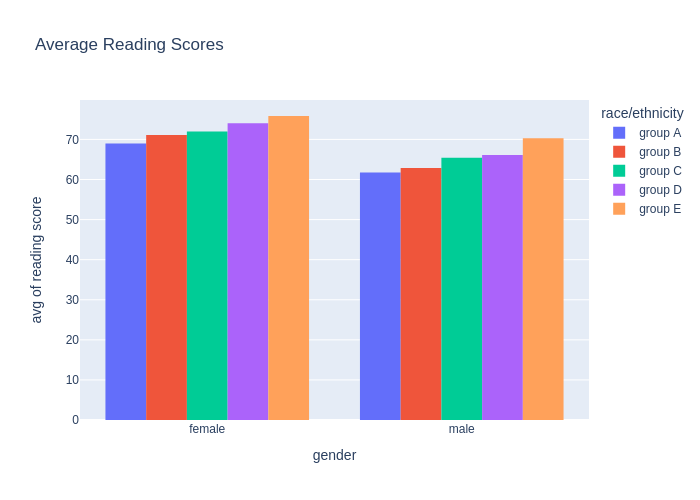 Average Reading Scores
race/ethnicity
group A
group B
group C
group D
group E
70
60
50
40
30
20
10
0
avg of reading score
female
male
gender